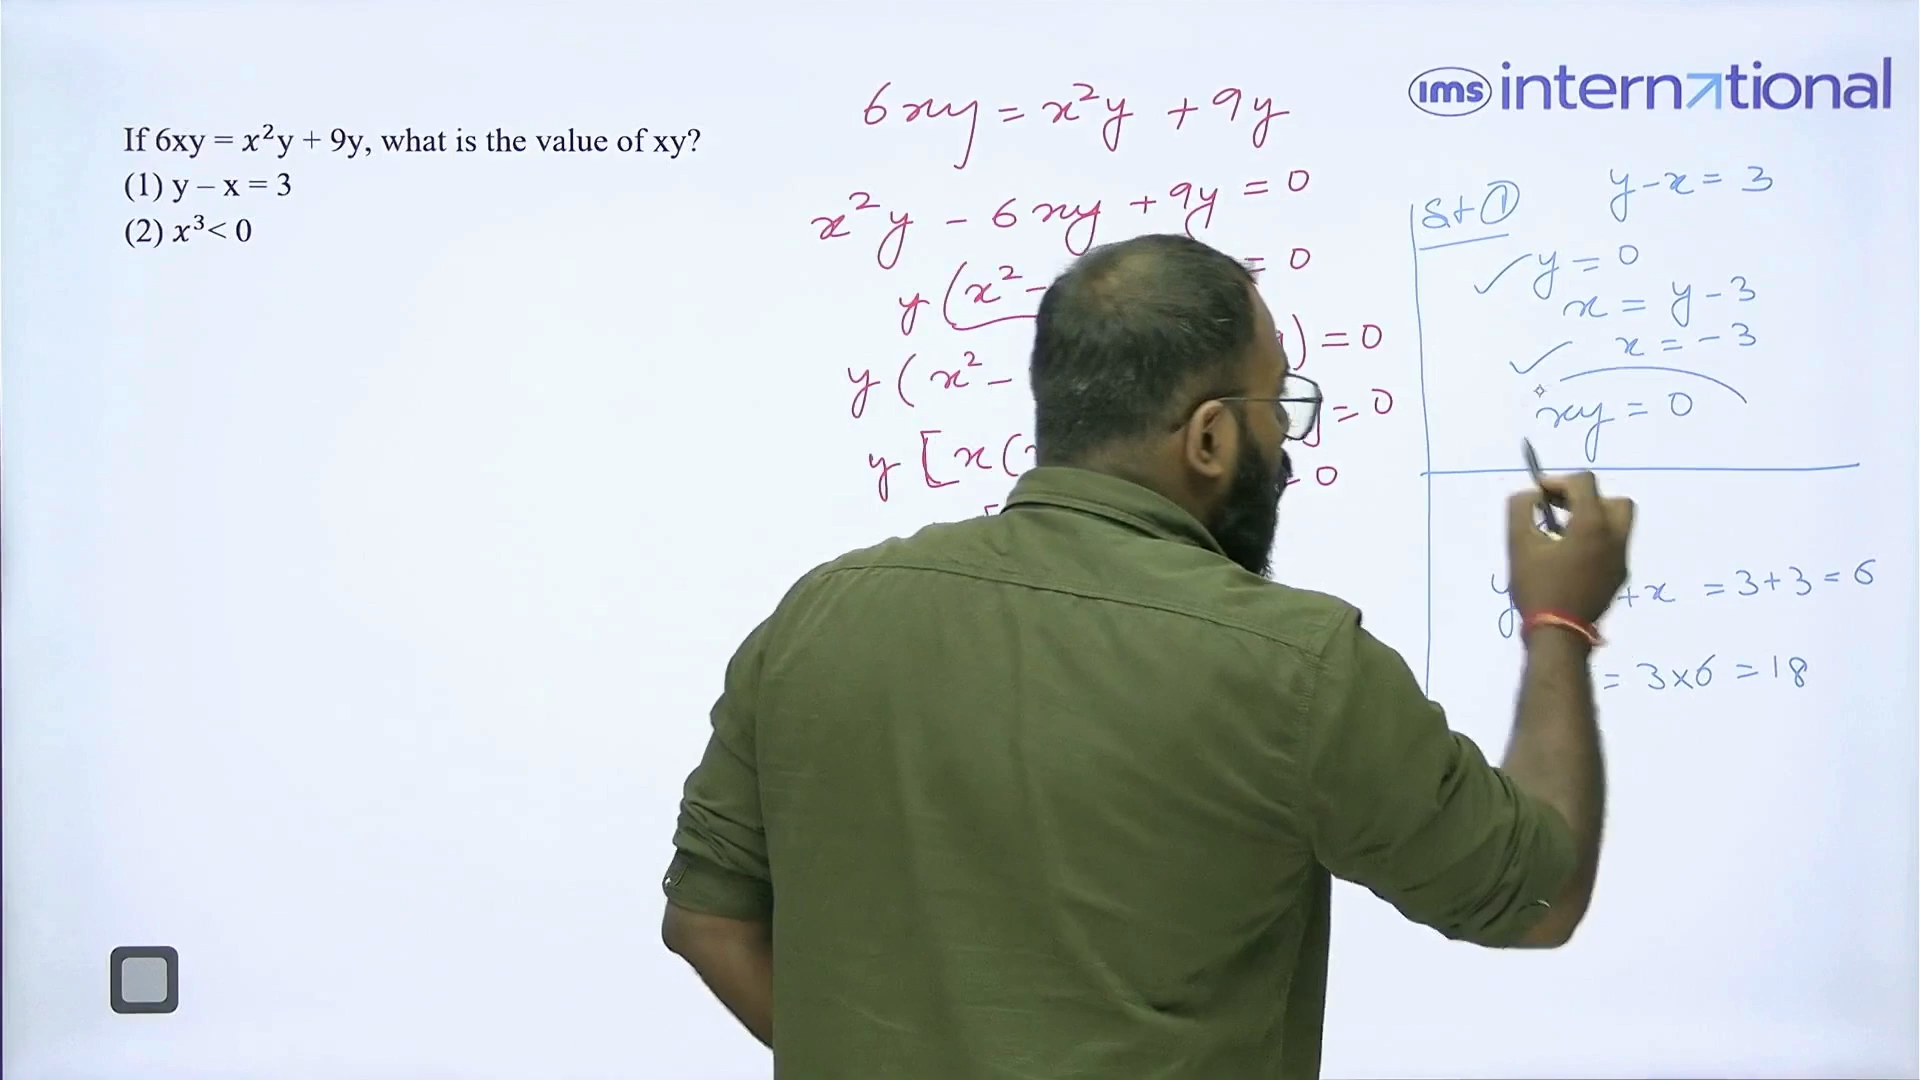 ims international
If 6xy = x²y + 9y, what is the value of xy?
(1) y – x = 3
(2) x³< 0
6xy = x²y + 9y
x²y - 6xy + 9y = 0
y (x² - = 0
y ( x² - ) = 0
y [ x ( = 0
= 0
St ①
y - x = 3
y = 0
x = y - 3
x = - 3
xy = 0
y + x = 3 + 3 = 6
= 3 x 6 = 18